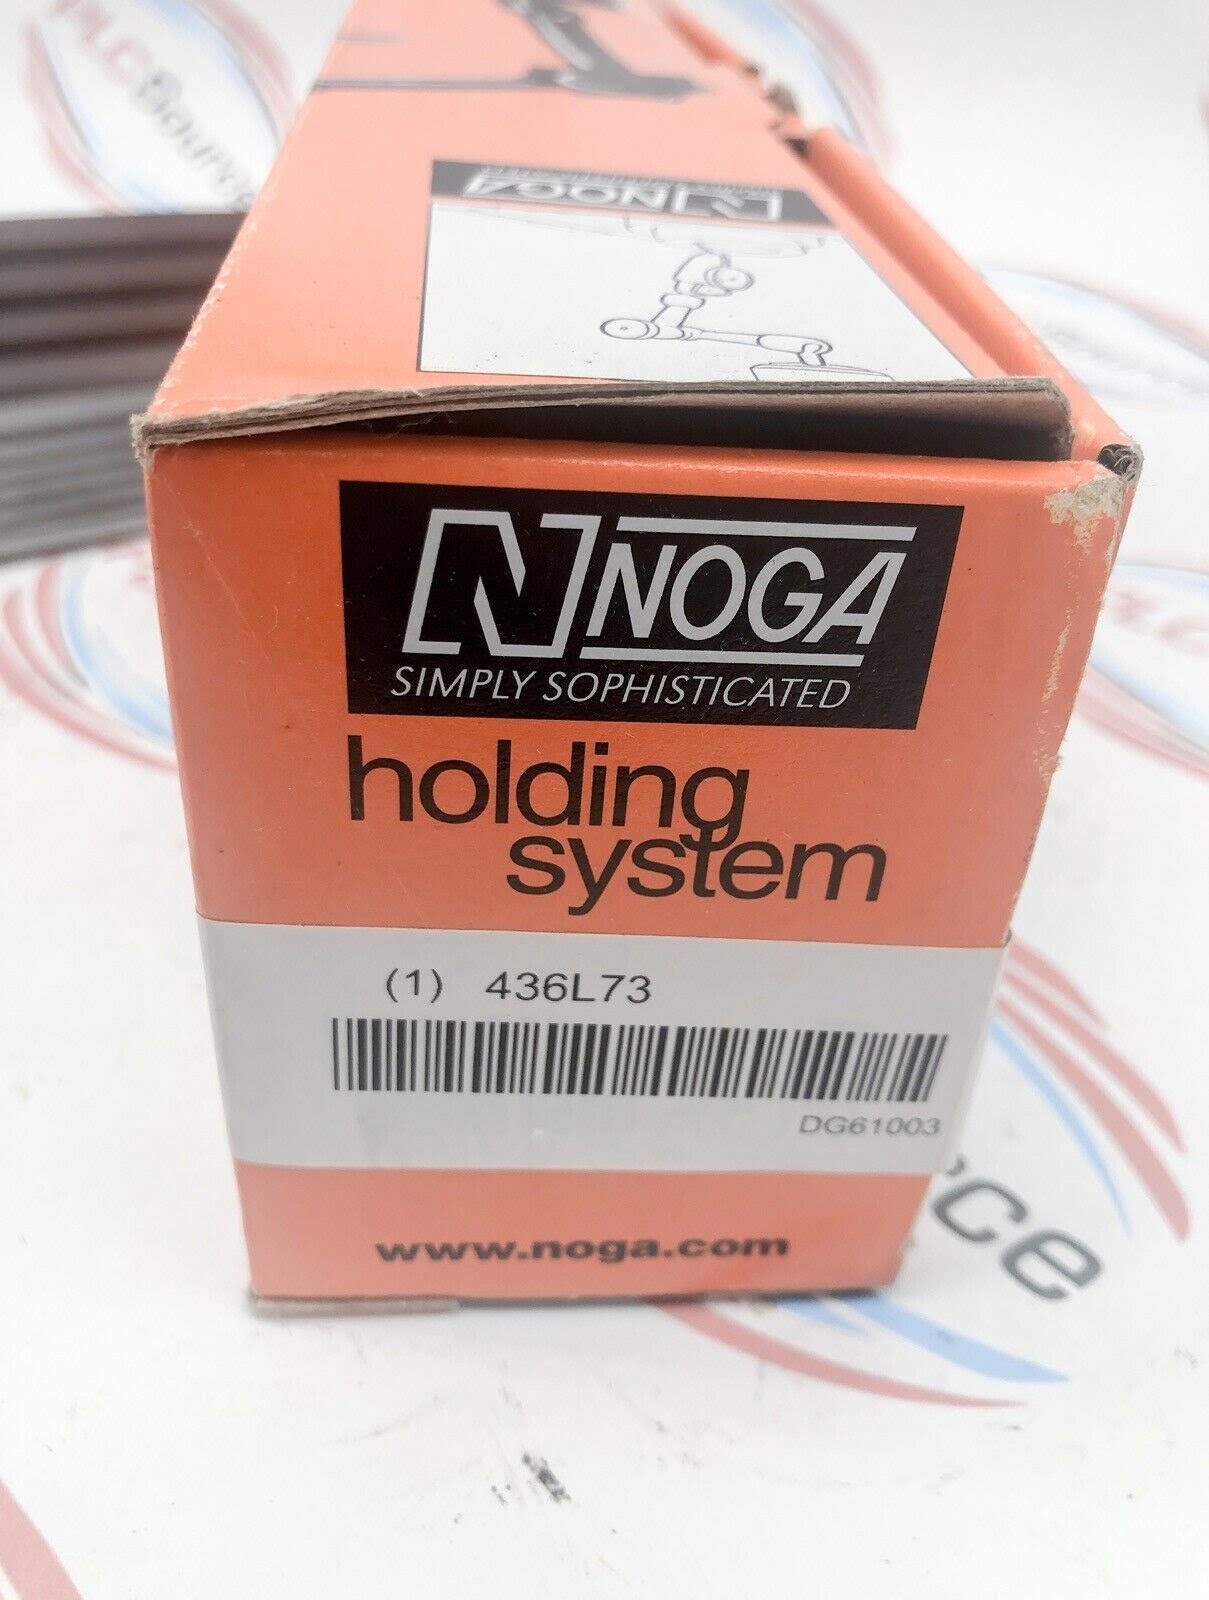 NOGA
NOGA
SIMPLY SOPHISTICATED
holding
system
(1) 436L73
DG61003
www.noga.com